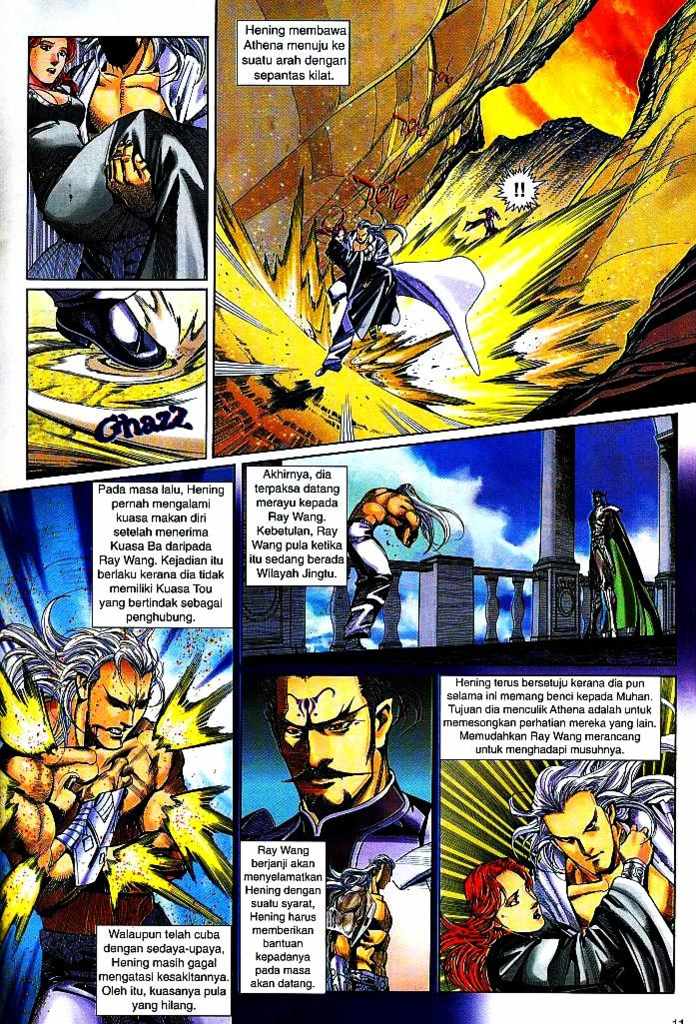 Hening membawa
Athena menuju ke
suatu arah dengan
sepantas kilat.
!!
Ghazz
Pada masa lalu, Hening
pernah mengalami
kuasa makan diri
setelah menerima
Kuasa Ba daripada
Ray Wang. Kejadian itu
berlaku kerana dia tidak
memiliki Kuasa Tou
yang bertindak sebagai
penghubung.
Akhirnya, dia
terpaksa datang
merayu kepada
Ray Wang.
Kebetulan, Ray
Wang pula ketika
itu sedang berada
Wilayah Jingtu.
Walaupun telah cuba
dengan sedaya-upaya,
Hening masih gagal
mengatasi kesakitannya.
Oleh itu, kuasanya pula
yang hilang.
Ray Wang
berjanji akan
menyelamatkan
Hening dengan
suatu syarat,
Hening harus
memberikan
bantuan
kepadanya
pada masa
akan datang.
Hening terus bersetuju kerana dia pun
selama ini memang benci kepada Muhan.
Tujuan dia menculik Athena adalah untuk
memesongkan perhatian mereka yang lain.
Memudahkan Ray Wang merancang
untuk menghadapi musuhnya.
11